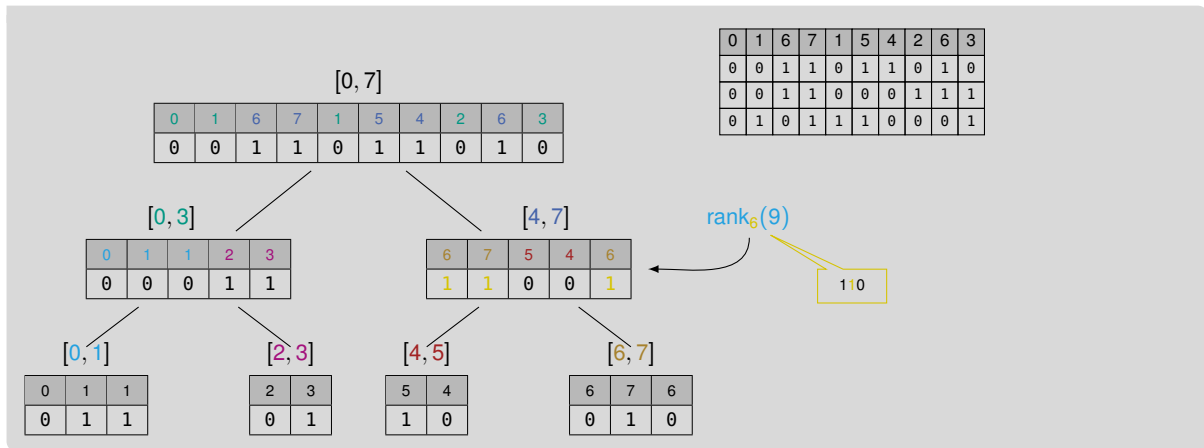 0 1 6 7 1 5 4 2 6 3
0 0 1 1 0 1 1 0 1 0
0 0 1 1 0 0 0 1 1 1
0 1 0 1 1 1 0 0 0 1
[0, 7]
0 1 6 7 1 5 4 2 6 3
0 0 1 1 0 1 1 0 1 0
[0, 3]
0 1 1 2 3
0 0 0 1 1
[4, 7]
6 7 5 4 6
1 1 0 0 1
rank₆(9)
110
[0, 1]
0 1 1
0 1 1
[2, 3]
2 3
0 1
[4, 5]
5 4
1 0
[6, 7]
6 7 6
0 1 0